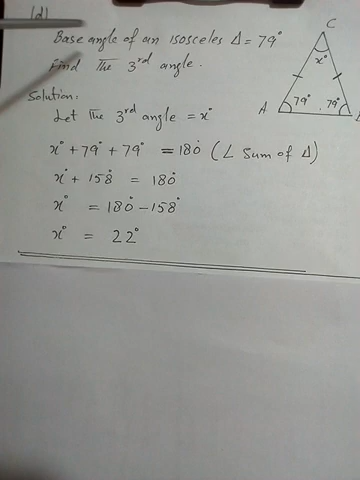 (d)
Base angle of an isosceles Δ = 79°
Find The 3rd angle.
Solution:
Let The 3rd angle = x°
x° + 79° + 79° = 180° (∠ Sum of Δ)
x° + 158° = 180°
x° = 180° - 158°
x° = 22°
C
x°
A 79° 79°